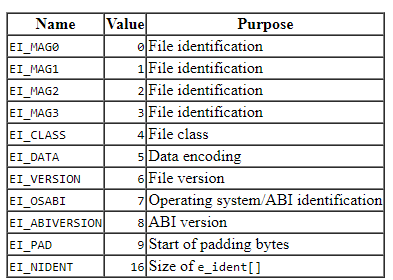 Name Value Purpose
EI_MAG0 0 File identification
EI_MAG1 1 File identification
EI_MAG2 2 File identification
EI_MAG3 3 File identification
EI_CLASS 4 File class
EI_DATA 5 Data encoding
EI_VERSION 6 File version
EI_OSABI 7 Operating system/ABI identification
EI_ABIVERSION 8 ABI version
EI_PAD 9 Start of padding bytes
EI_NIDENT 16 Size of e_ident[]